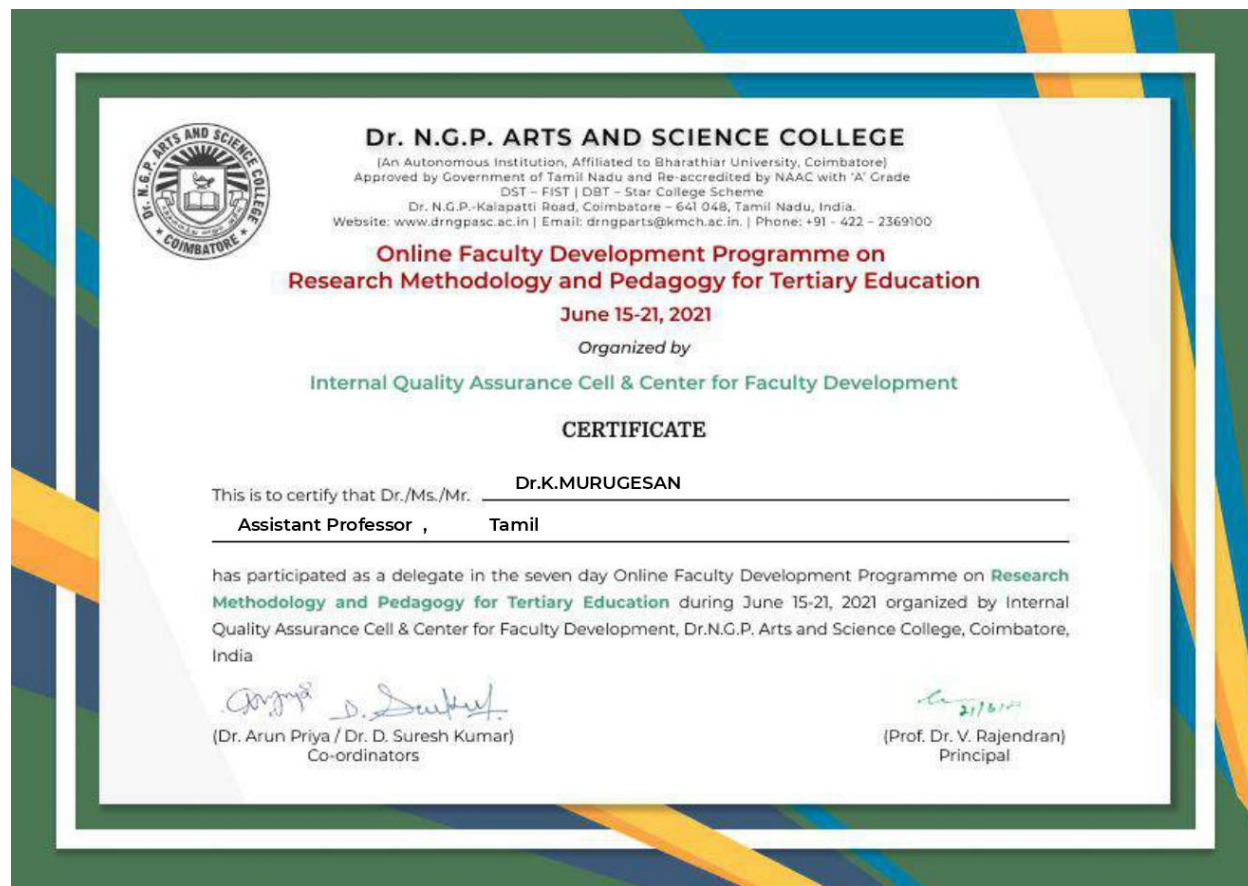 Dr. N.G.P. ARTS AND SCIENCE COLLEGE
COIMBATORE
Dr. N.G.P. ARTS AND SCIENCE COLLEGE
(An Autonomous Institution, Affiliated to Bharathiar University, Coimbatore)
Approved by Government of Tamil Nadu and Re-accredited by NAAC with 'A' Grade
DST – FIST | DBT – Star College Scheme
Dr. N.G.P.-Kalapatti Road, Coimbatore – 641 048, Tamil Nadu, India.
Website: www.drngpasc.ac.in | Email: drngparts@kmch.ac.in. | Phone: +91 - 422 – 2369100
Online Faculty Development Programme on
Research Methodology and Pedagogy for Tertiary Education
June 15-21, 2021
Organized by
Internal Quality Assurance Cell & Center for Faculty Development
CERTIFICATE
This is to certify that Dr./Ms./Mr. Dr.K.MURUGESAN
Assistant Professor , Tamil
has participated as a delegate in the seven day Online Faculty Development Programme on Research
Methodology and Pedagogy for Tertiary Education during June 15-21, 2021 organized by Internal
Quality Assurance Cell & Center for Faculty Development, Dr.N.G.P. Arts and Science College, Coimbatore,
India
(Dr. Arun Priya / Dr. D. Suresh Kumar)
Co-ordinators
(Prof. Dr. V. Rajendran)
Principal